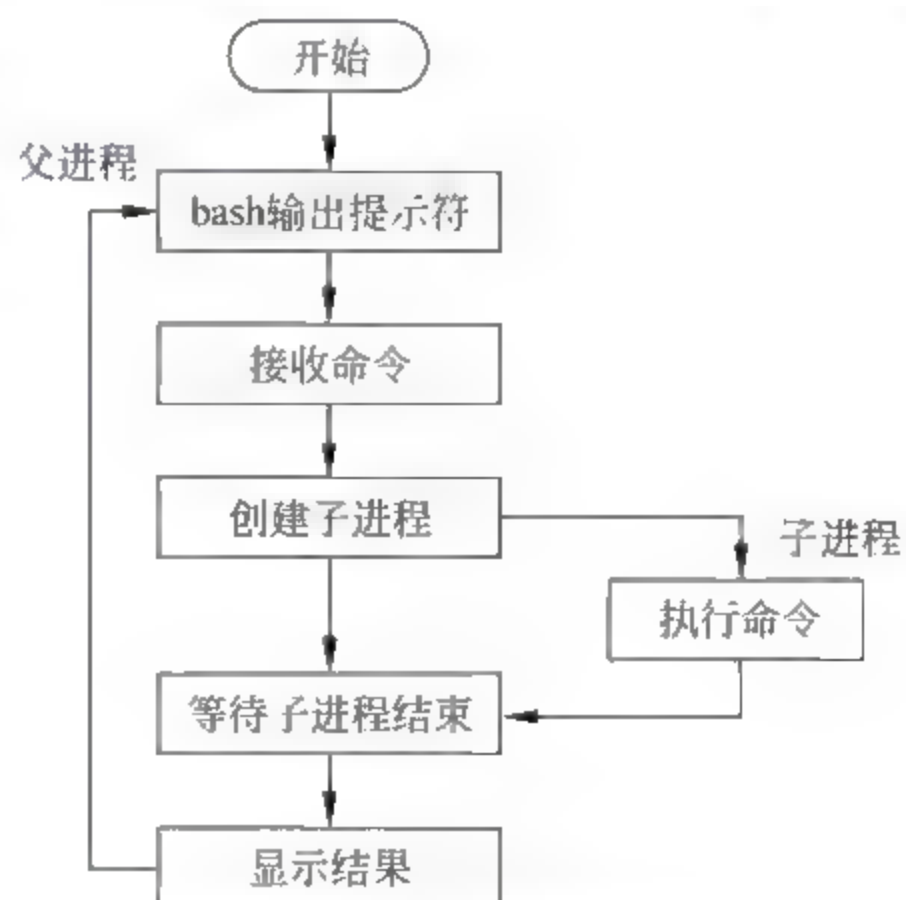 开始
父进程
bash输出提示符
接收命令
创建子进程
子进程
执行命令
等待子进程结束
显示结果